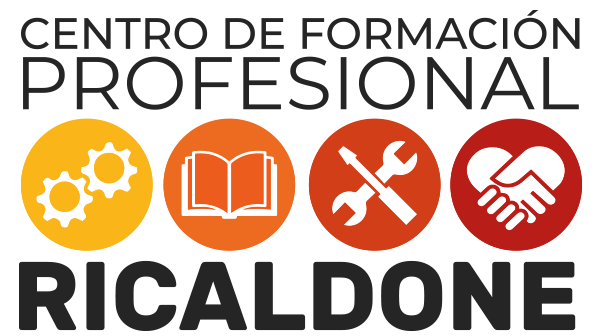 CENTRO DE FORMACIÓN
PROFESIONAL
RICALDONE